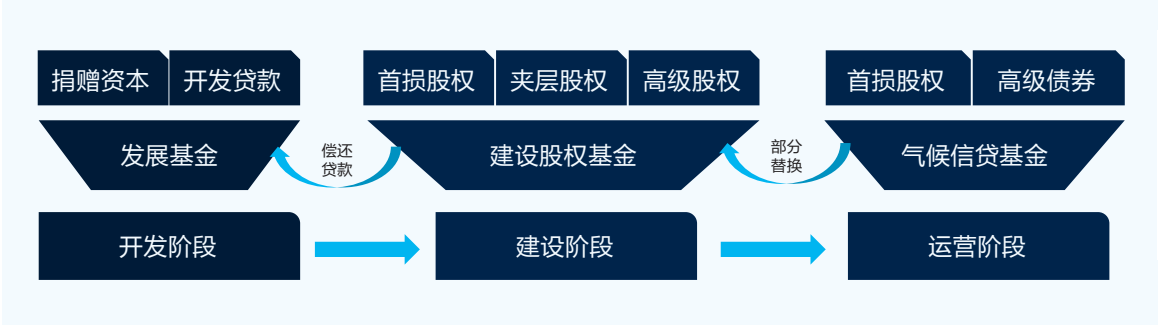 捐赠资本
开发贷款
首损股权
夹层股权
高级股权
首损股权
高级债券
发展基金
偿还
贷款
建设股权基金
部分
替换
气候信贷基金
开发阶段
建设阶段
运营阶段